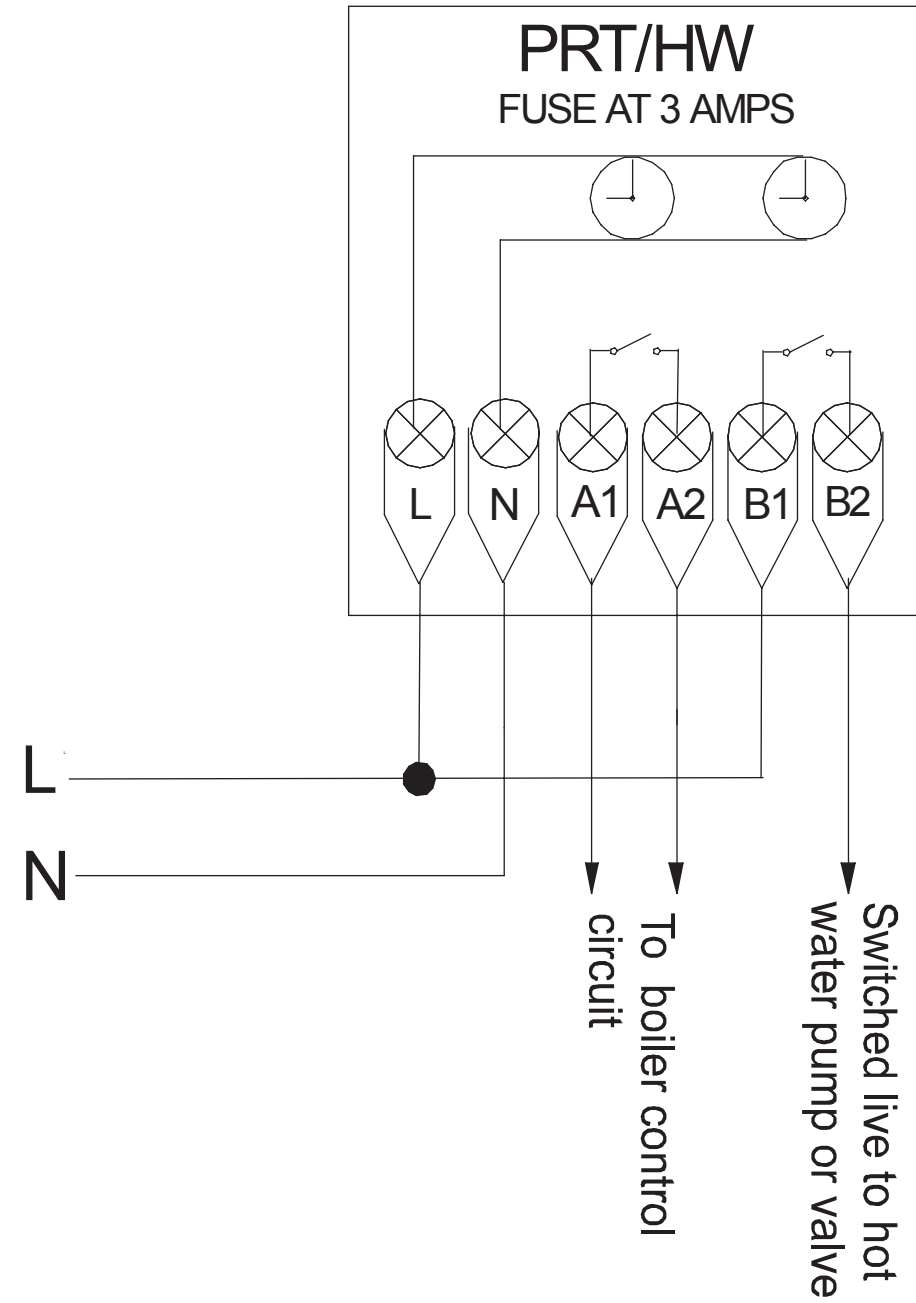 PRT/HW
FUSE AT 3 AMPS
L
N
A1
A2
B1
B2
L
N
To boiler control
circuit
Switched live to hot
water pump or valve